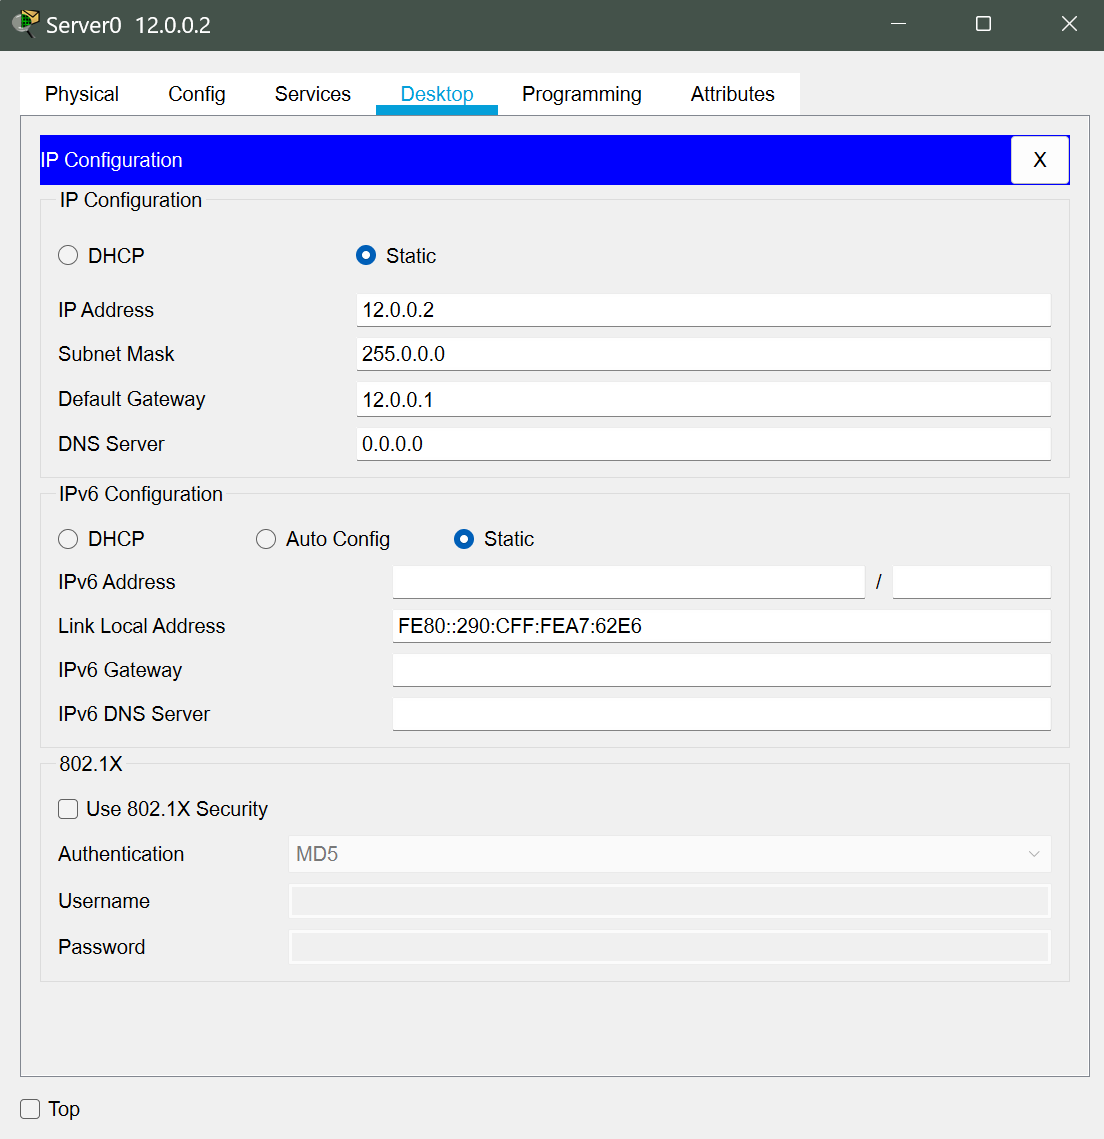 Server0 12.0.0.2
Physical Config Services Desktop Programming Attributes
IP Configuration X
IP Configuration
DHCP Static
IP Address 12.0.0.2
Subnet Mask 255.0.0.0
Default Gateway 12.0.0.1
DNS Server 0.0.0.0
IPv6 Configuration
DHCP Auto Config Static
IPv6 Address /
Link Local Address FE80::290:CFF:FEA7:62E6
IPv6 Gateway
IPv6 DNS Server
802.1X
Use 802.1X Security
Authentication MD5
Username
Password
Top